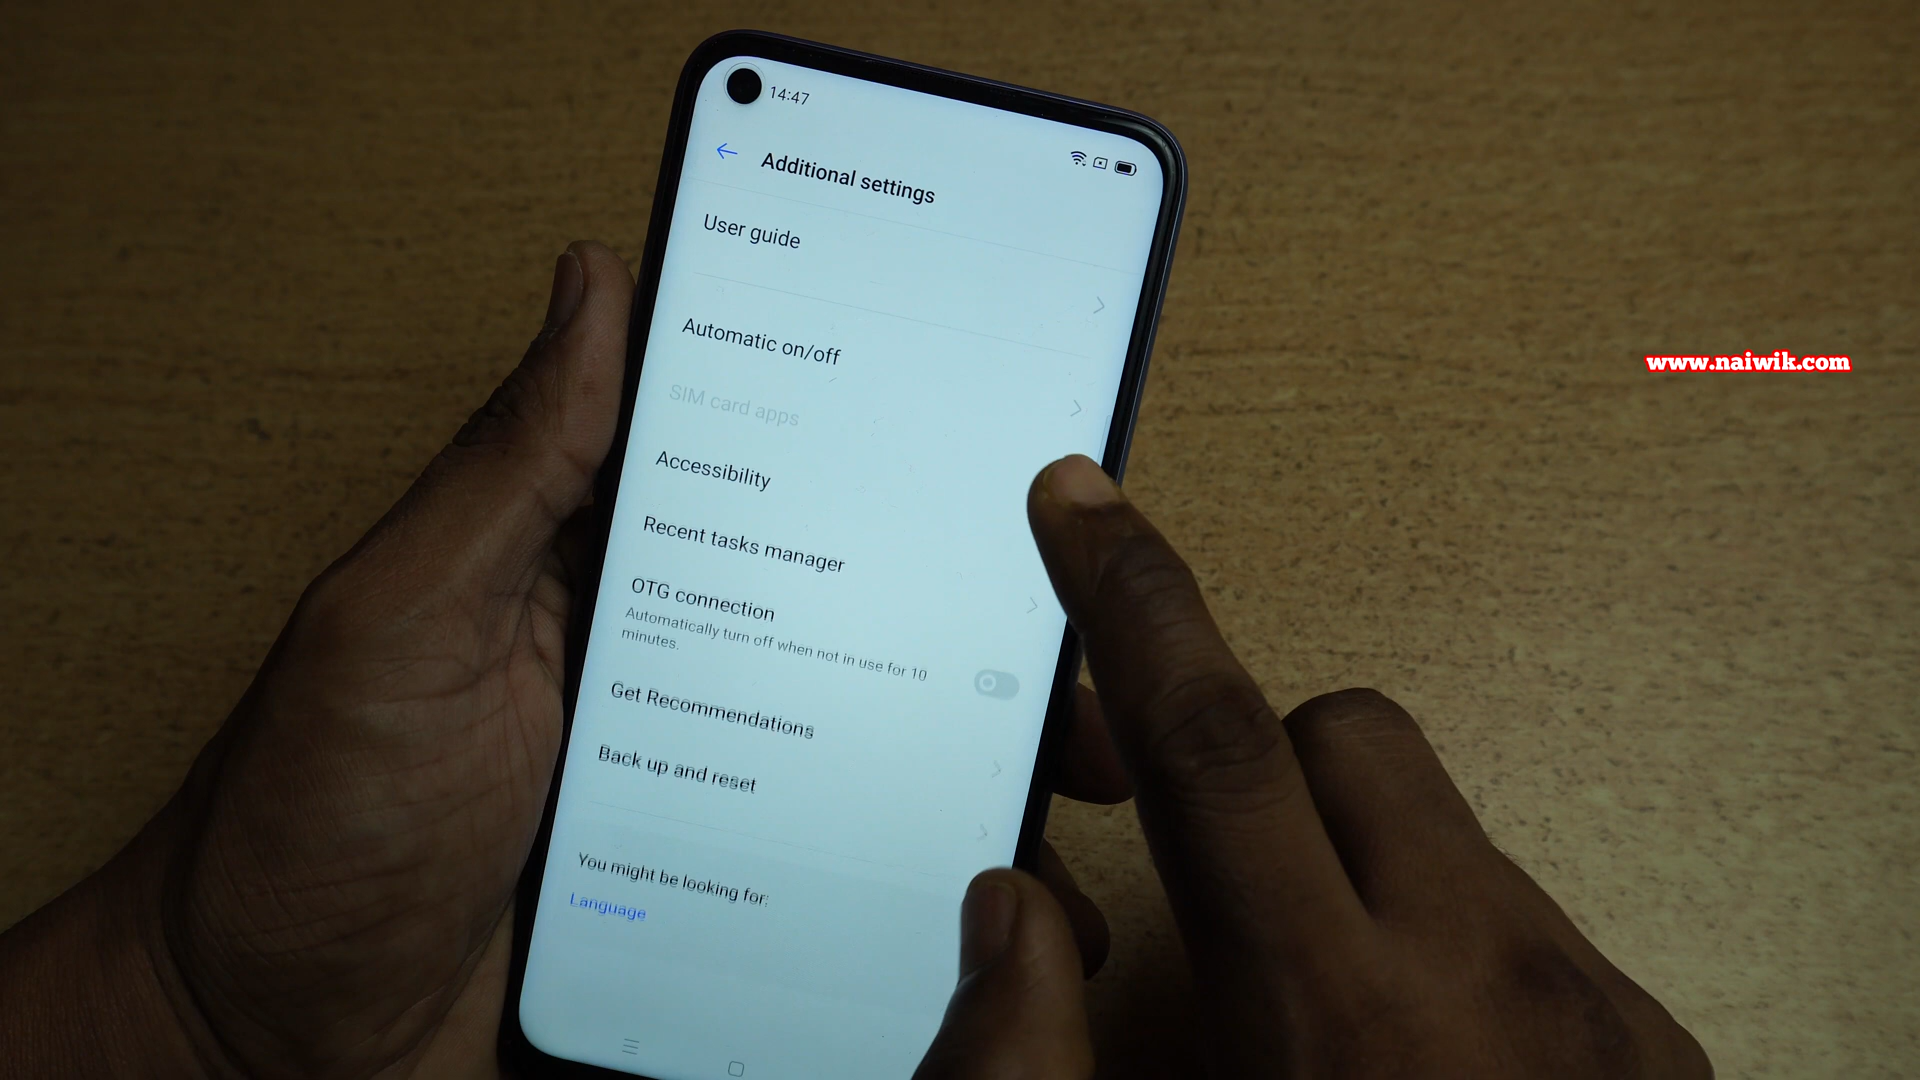 14:47
Additional settings
User guide
Automatic on/off
SIM card apps
Accessibility
Recent tasks manager
OTG connection
Automatically turn off when not in use for 10
minutes.
Get Recommendations
Back up and reset
You might be looking for:
Language
www.naiwik.com